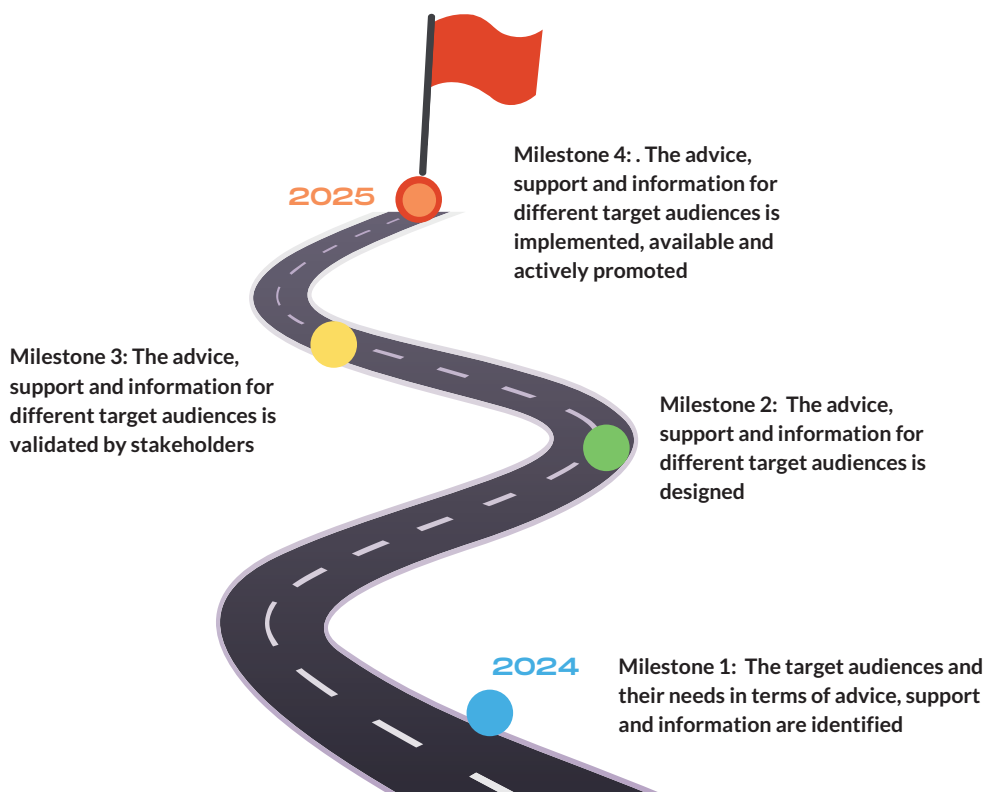 2025
Milestone 4: . The advice,
support and information for
different target audiences is
implemented, available and
actively promoted
Milestone 3: The advice,
support and information for
different target audiences is
validated by stakeholders
Milestone 2:  The advice,
support and information for
different target audiences is
designed
2024
Milestone 1:  The target audiences and
their needs in terms of advice, support
and information are identified